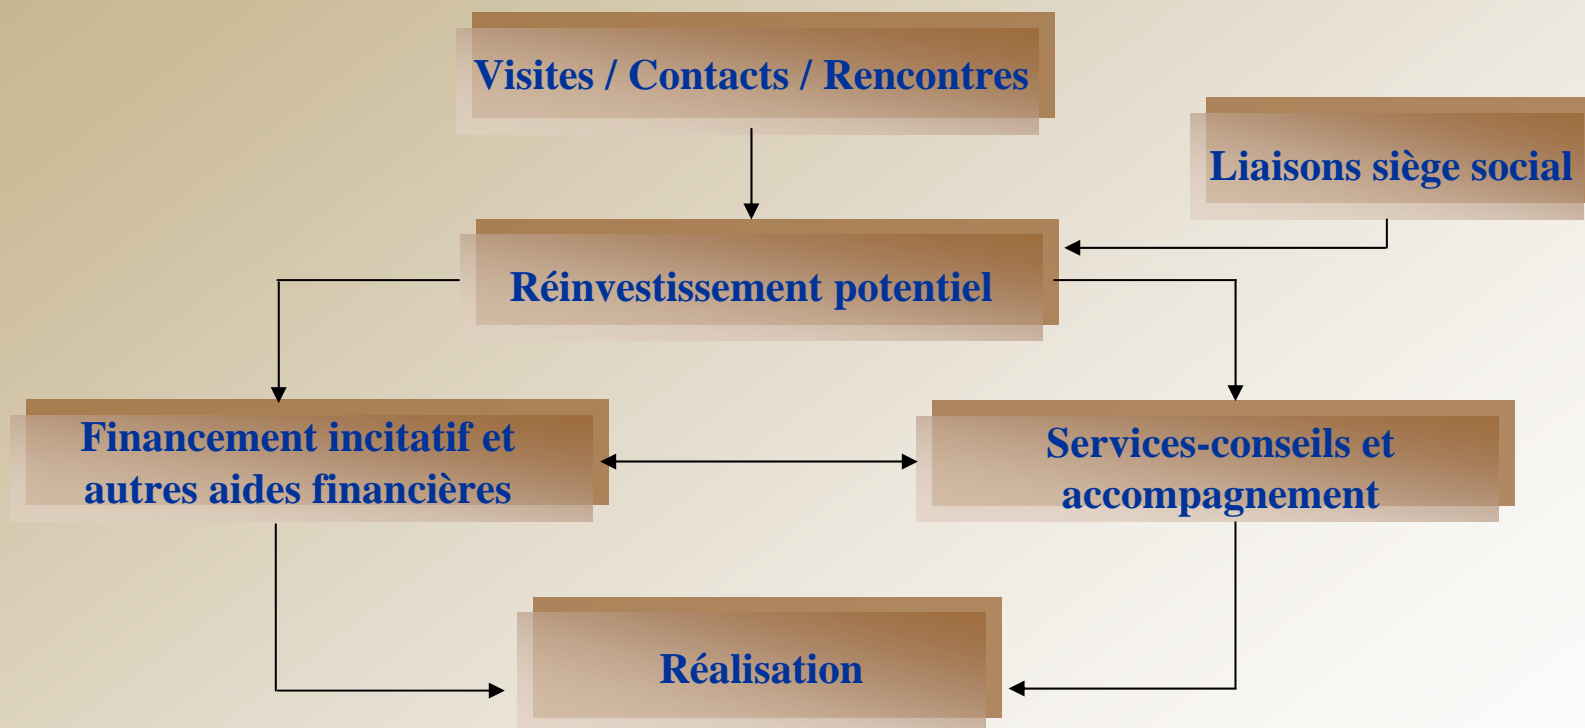 Visites / Contacts / Rencontres
Liaisons siège social
Réinvestissement potentiel
Financement incitatif et
autres aides financières
Services-conseils et
accompagnement
Réalisation